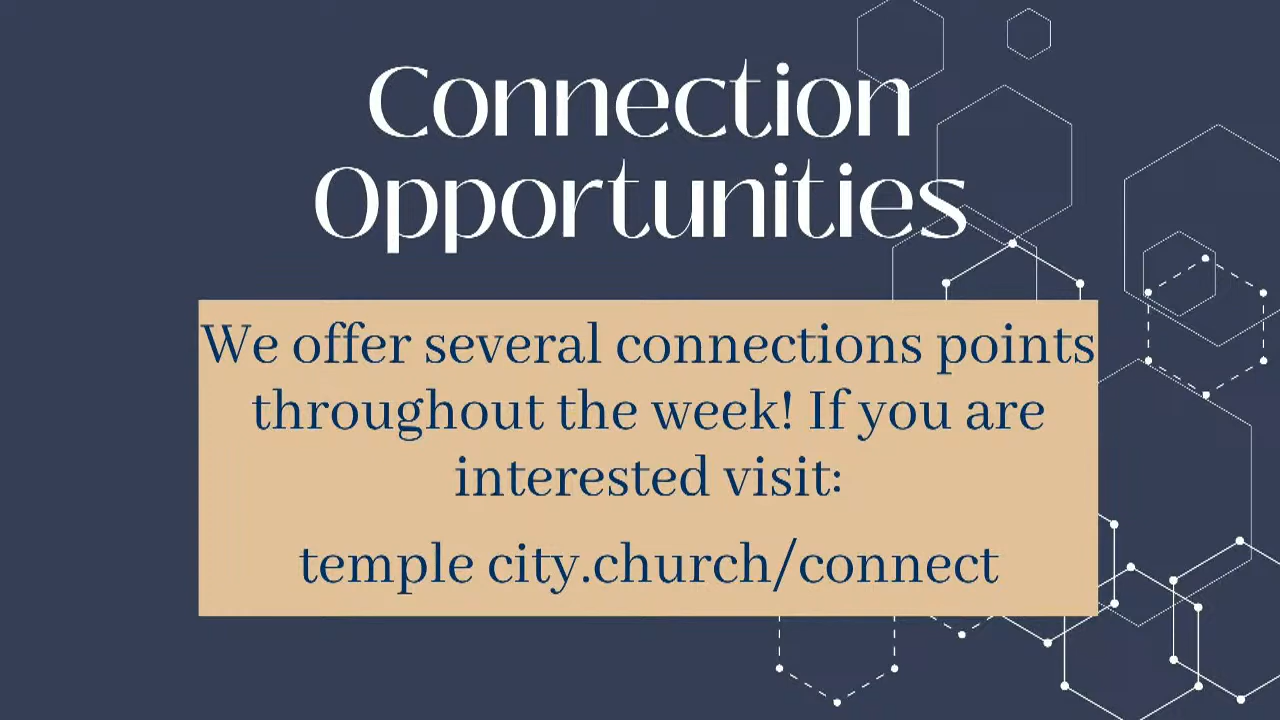 Connection
Opportunities
We offer several connections points
throughout the week! If you are
interested visit:
temple city.church/connect